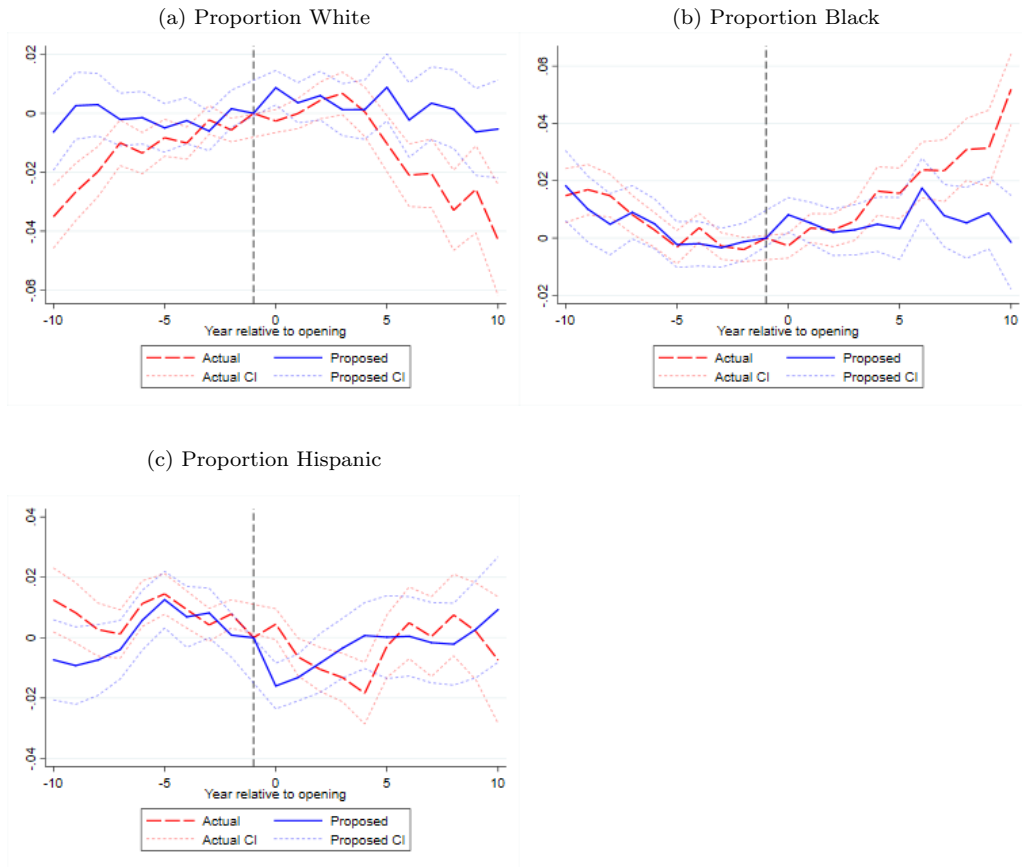 (a) Proportion White
(b) Proportion Black
.02
0
-.02
-.04
-.06
-10
-5
0
5
10
Year relative to opening
Actual
Proposed
Actual CI
Proposed CI
.06
.04
.02
0
-.02
-10
-5
0
5
10
Year relative to opening
Actual
Proposed
Actual CI
Proposed CI
(c) Proportion Hispanic
.04
.02
0
-.02
-.04
-10
-5
0
5
10
Year relative to opening
Actual
Proposed
Actual CI
Proposed CI